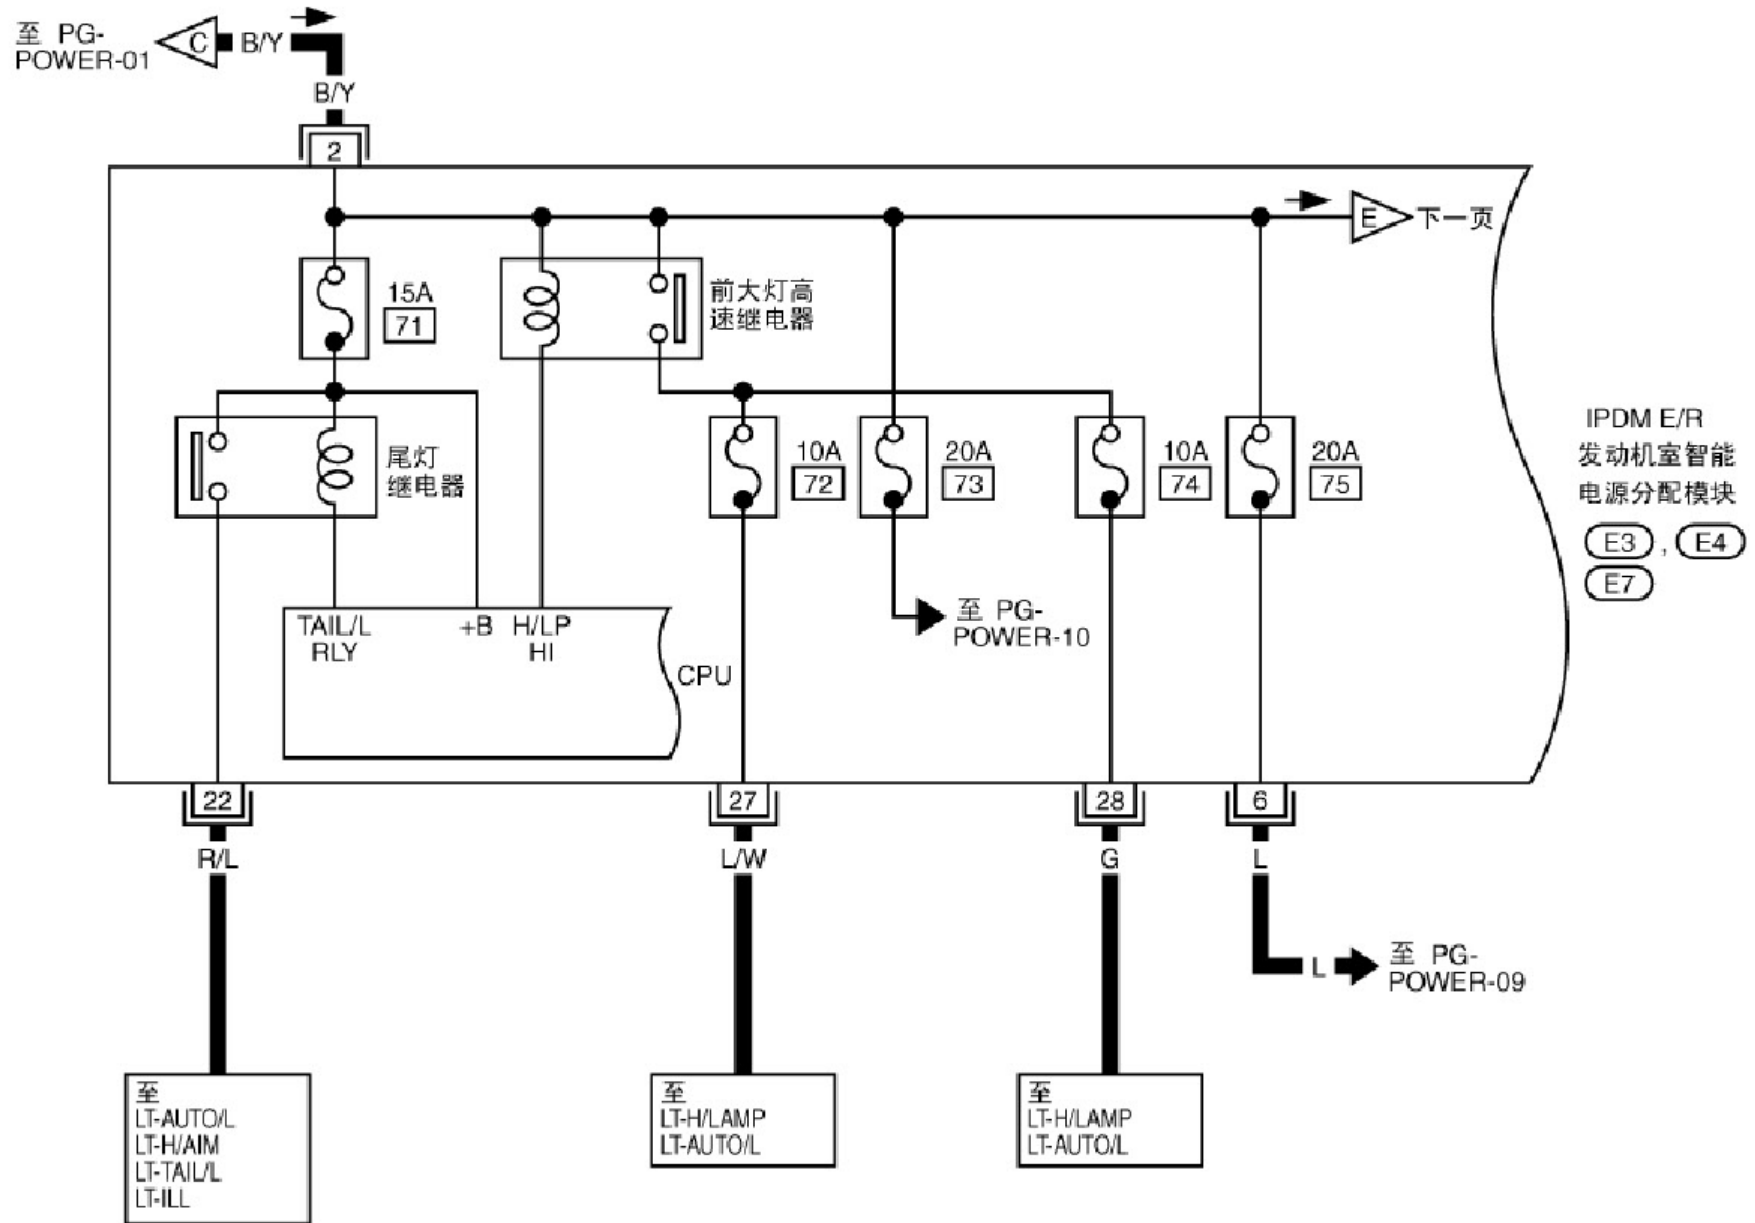 至 PG-
POWER-01
C
B/Y
B/Y
2
E
下一页
15A
71
前大灯高
速继电器
尾灯
继电器
10A
72
20A
73
10A
74
20A
75
IPDM E/R
发动机室智能
电源分配模块
E3 , E4
E7
TAIL/L
RLY
+B
H/LP
HI
CPU
至 PG-
POWER-10
22
27
28
6
R/L
L/W
G
L
L
至 PG-
POWER-09
至
LT-AUTO/L
LT-H/AIM
LT-TAIL/L
LT-ILL
至
LT-H/LAMP
LT-AUTO/L
至
LT-H/LAMP
LT-AUTO/L